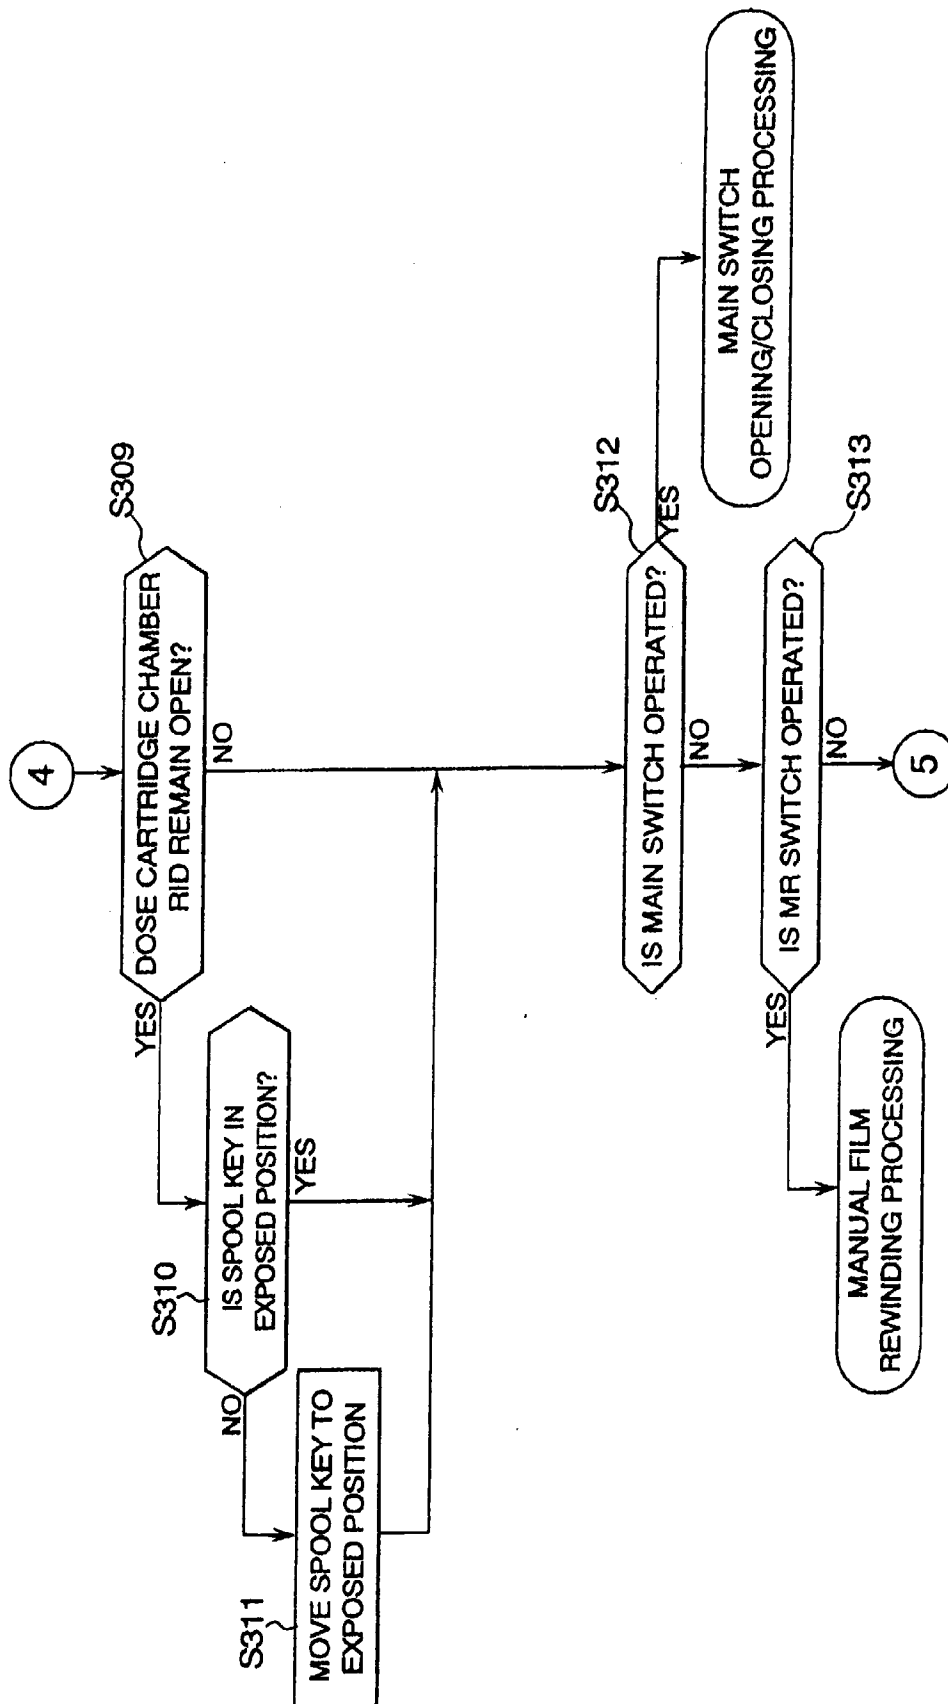 4
S309
DOSE CARTRIDGE CHAMBER
RID REMAIN OPEN?
YES
NO
S310
IS SPOOL KEY IN
EXPOSED POSITION?
NO
YES
S311
MOVE SPOOL KEY TO
EXPOSED POSITION
S312
IS MAIN SWITCH OPERATED?
YES
NO
MAIN SWITCH
OPENING/CLOSING PROCESSING
S313
IS MR SWITCH OPERATED?
YES
NO
MANUAL FILM
REWINDING PROCESSING
5